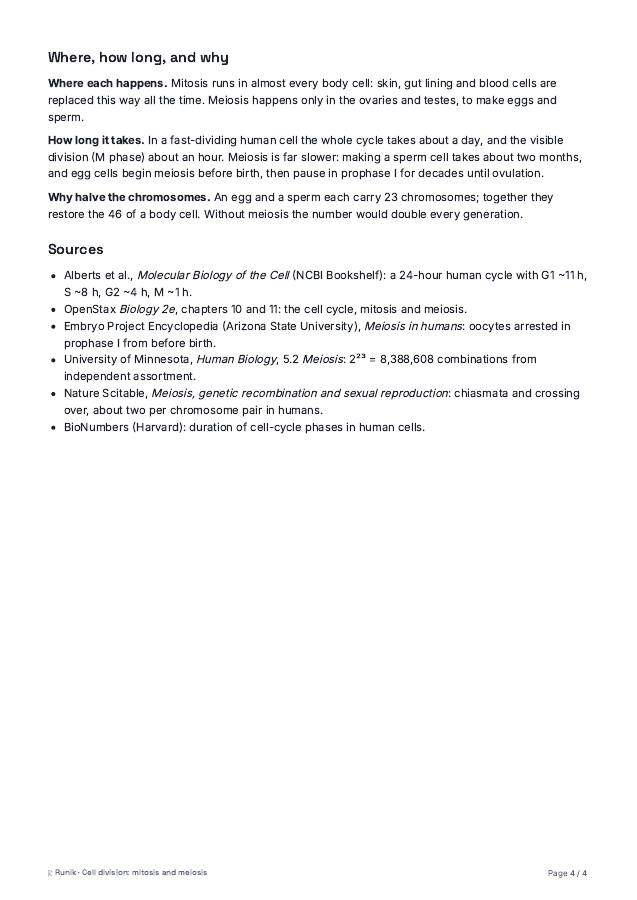 Where, how long, and why
Where each happens. Mitosis runs in almost every body cell: skin, gut lining and blood cells are
replaced this way all the time. Meiosis happens only in the ovaries and testes, to make eggs and
sperm.
How long it takes. In a fast-dividing human cell the whole cycle takes about a day, and the visible
division (M phase) about an hour. Meiosis is far slower: making a sperm cell takes about two months,
and egg cells begin meiosis before birth, then pause in prophase I for decades until ovulation.
Why halve the chromosomes. An egg and a sperm each carry 23 chromosomes; together they
restore the 46 of a body cell. Without meiosis the number would double every generation.
Sources
• Alberts et al., Molecular Biology of the Cell (NCBI Bookshelf): a 24-hour human cycle with G1 ~11 h,
S ~8 h, G2 ~4 h, M ~1 h.
• OpenStax Biology 2e, chapters 10 and 11: the cell cycle, mitosis and meiosis.
• Embryo Project Encyclopedia (Arizona State University), Meiosis in humans: oocytes arrested in
prophase I from before birth.
• University of Minnesota, Human Biology, 5.2 Meiosis: 2²³ = 8,388,608 combinations from
independent assortment.
• Nature Scitable, Meiosis, genetic recombination and sexual reproduction: chiasmata and crossing
over, about two per chromosome pair in humans.
• BioNumbers (Harvard): duration of cell-cycle phases in human cells.
Runik · Cell division: mitosis and meiosis
Page 4 / 4